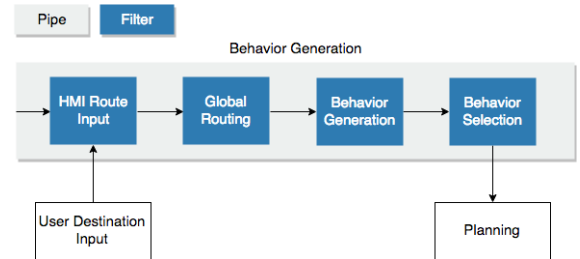 Pipe
Filter
Behavior Generation
HMI Route
Input
Global
Routing
Behavior
Generation
Behavior
Selection
User Destination
Input
Planning